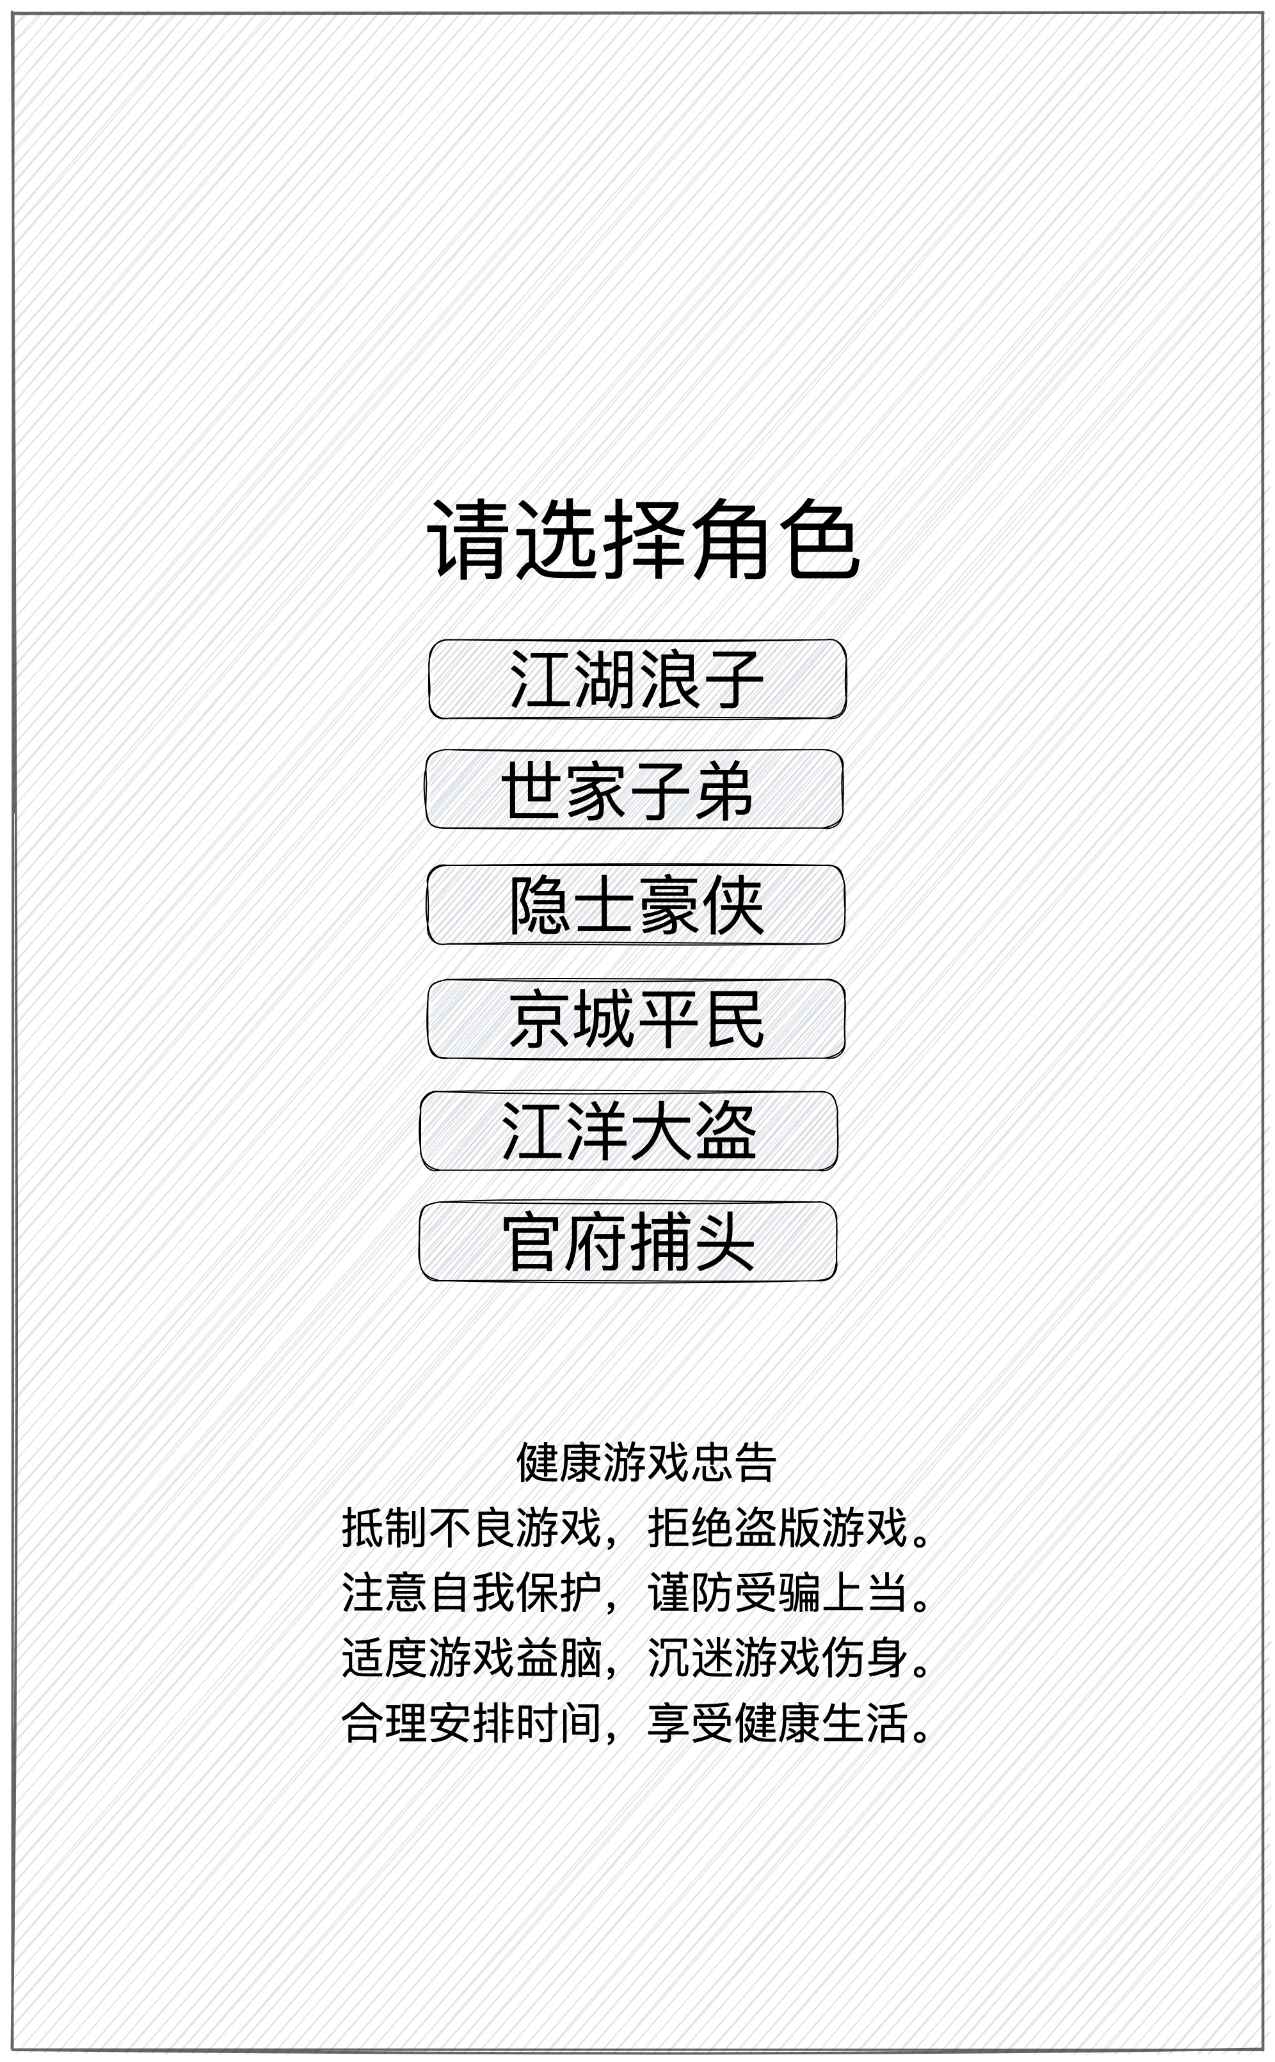 请选择角色
江湖浪子
世家子弟
隐士豪侠
京城平民
江洋大盗
官府捕头
健康游戏忠告
抵制不良游戏，拒绝盗版游戏。
注意自我保护，谨防受骗上当。
适度游戏益脑，沉迷游戏伤身。
合理安排时间，享受健康生活。